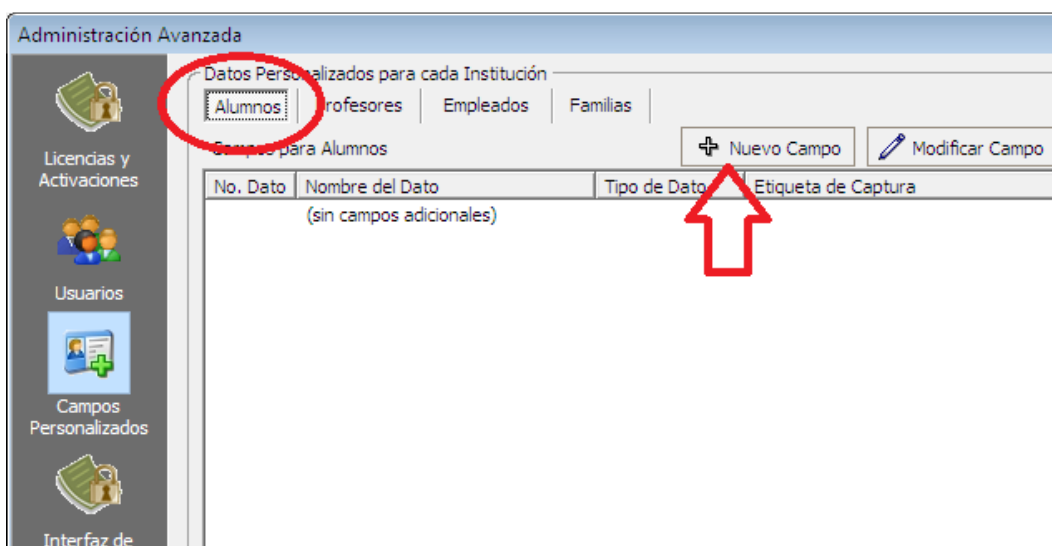 Administración Avanzada
Licencias y
Activaciones
Usuarios
Campos
Personalizados
Interfaz de
Datos Personalizados para cada Institución
Alumnos Profesores Empleados Familias
Campos para Alumnos Nuevo Campo Modificar Campo
No. Dato Nombre del Dato Tipo de Dato Etiqueta de Captura
(sin campos adicionales)